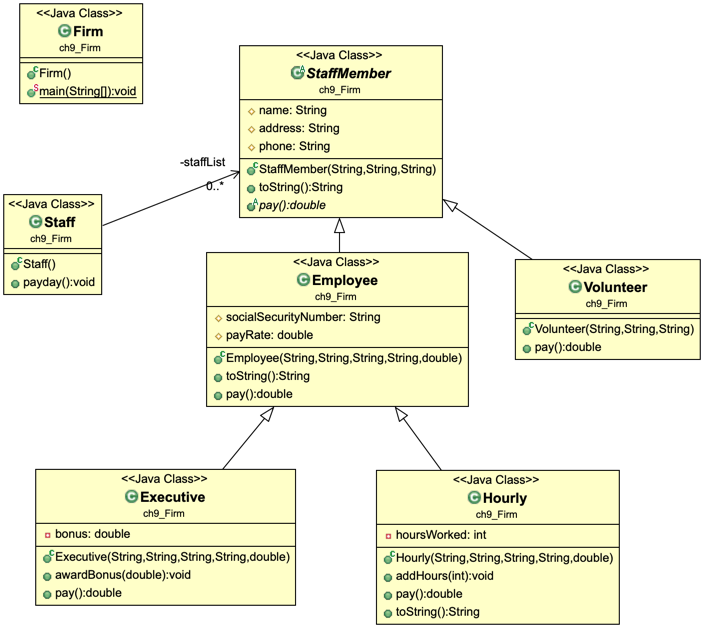 <<Java Class>>
Firm
ch9_Firm
Firm()
main(String[]):void
<<Java Class>>
StaffMember
ch9_Firm
name: String
address: String
phone: String
StaffMember(String,String,String)
toString():String
pay():double
-staffList
0..*
<<Java Class>>
Staff
ch9_Firm
Staff()
payday():void
<<Java Class>>
Employee
ch9_Firm
socialSecurityNumber: String
payRate: double
Employee(String,String,String,String,double)
toString():String
pay():double
<<Java Class>>
Volunteer
ch9_Firm
Volunteer(String,String,String)
pay():double
<<Java Class>>
Executive
ch9_Firm
bonus: double
Executive(String,String,String,String,double)
awardBonus(double):void
pay():double
<<Java Class>>
Hourly
ch9_Firm
hoursWorked: int
Hourly(String,String,String,String,double)
addHours(int):void
pay():double
toString():String